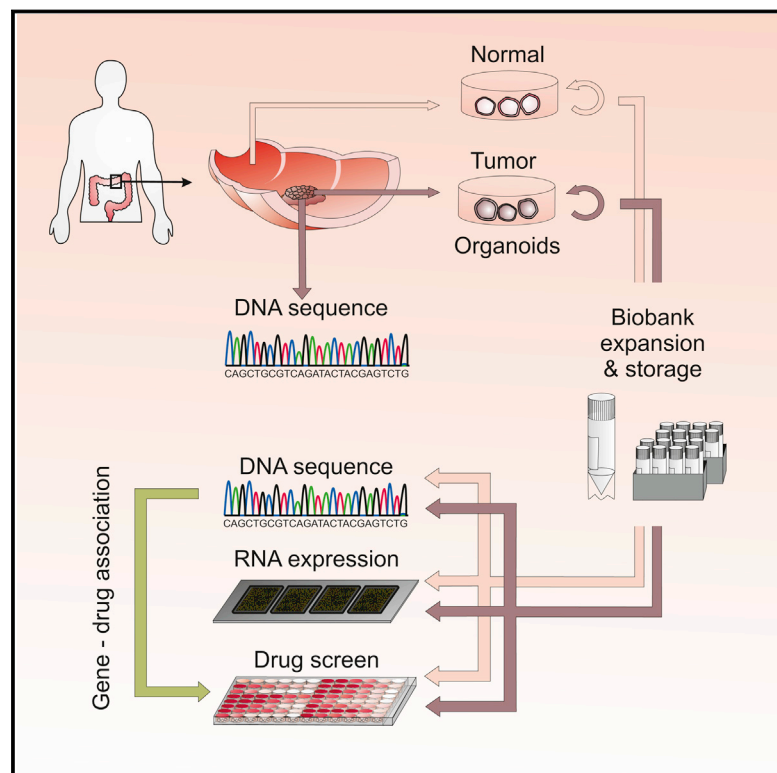 Normal
Tumor
Organoids
DNA sequence
CAGCTGCGTCAGATACTACGAGTCTG
Biobank
expansion
& storage
DNA sequence
CAGCTGCGTCAGATACTACGAGTCTG
RNA expression
Drug screen
Gene - drug association